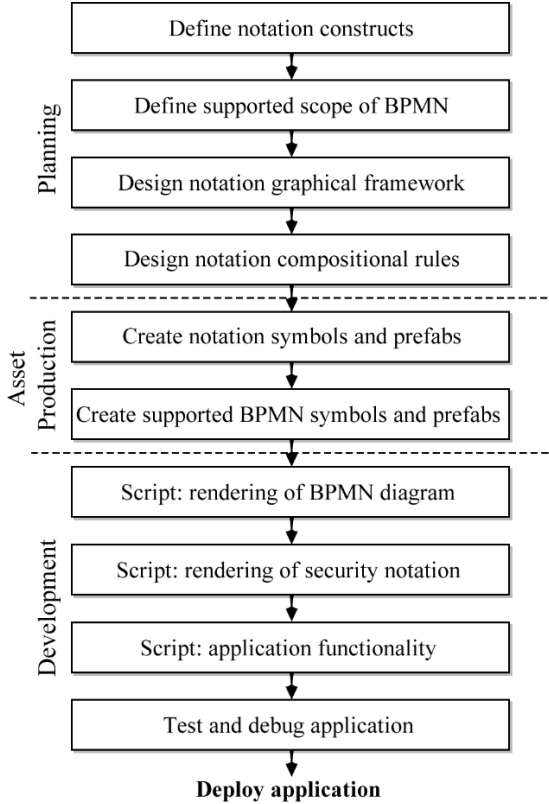 Define notation constructs
Define supported scope of BPMN
Planning
Design notation graphical framework
Design notation compositional rules
Asset
Production
Create notation symbols and prefabs
Create supported BPMN symbols and prefabs
Script: rendering of BPMN diagram
Script: rendering of security notation
Development
Script: application functionality
Test and debug application
Deploy application